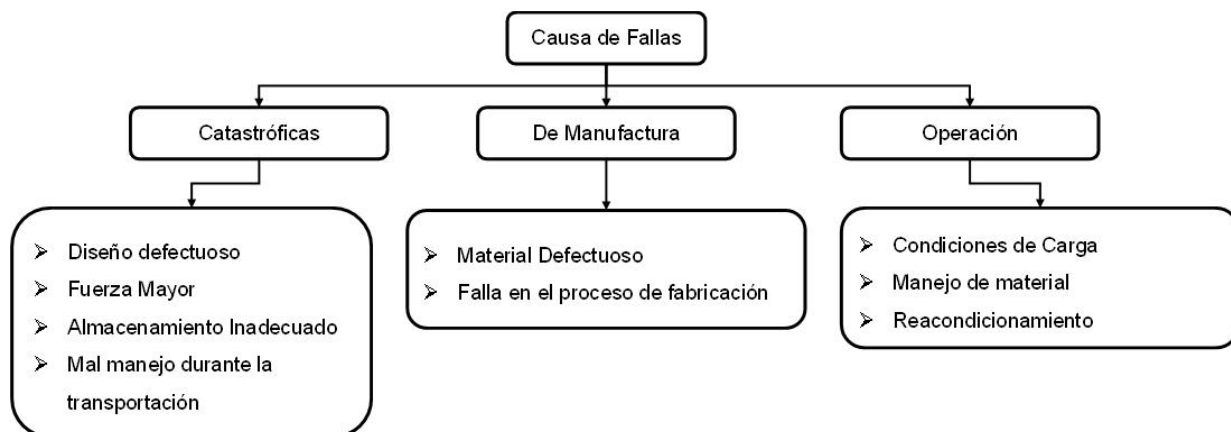 Causa de Fallas
Catastróficas
De Manufactura
Operación
Diseño defectuoso
Fuerza Mayor
Almacenamiento Inadecuado
Mal manejo durante la
transportación
Material Defectuoso
Falla en el proceso de fabricación
Condiciones de Carga
Manejo de material
Reacondicionamiento